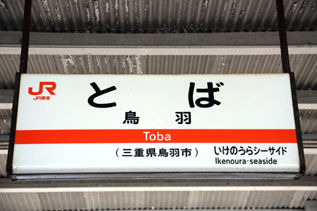 JR東海
とば
鳥羽
Toba
(三重県鳥羽市)
いけのうらシーサイド
Ikenoura-seaside